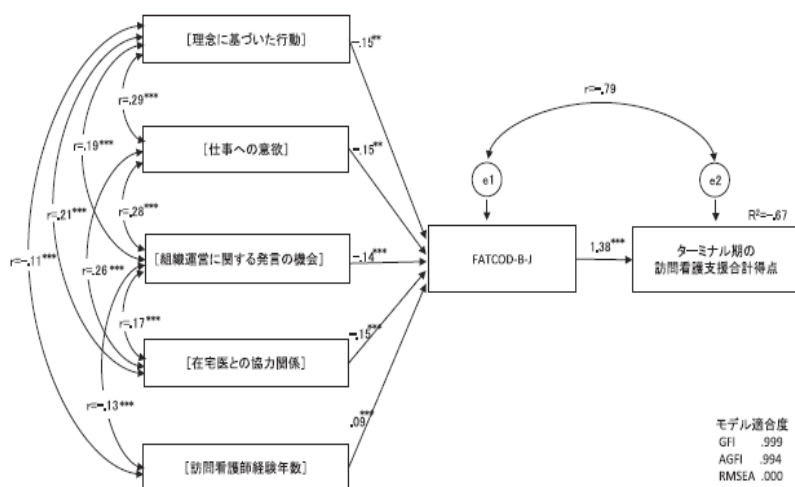 [理念に基づいた行動]
-.15**
r=-.79
r=.29***
[仕事への意欲]
-.15**
e1
e2
r=.19***
r=.28***
R²=-.67
r=.21***
r=-.11***
r=.26***
[組織運営に関する発言の機会]
-.14***
FATCOD-B-J
1.38***
ターミナル期の
訪問看護支援合計得点
r=.17***
[在宅医との協力関係]
-.15***
r=-.13***
.09***
[訪問看護師経験年数]
モデル適合度
GFI .999
AGFI .994
RMSEA .000